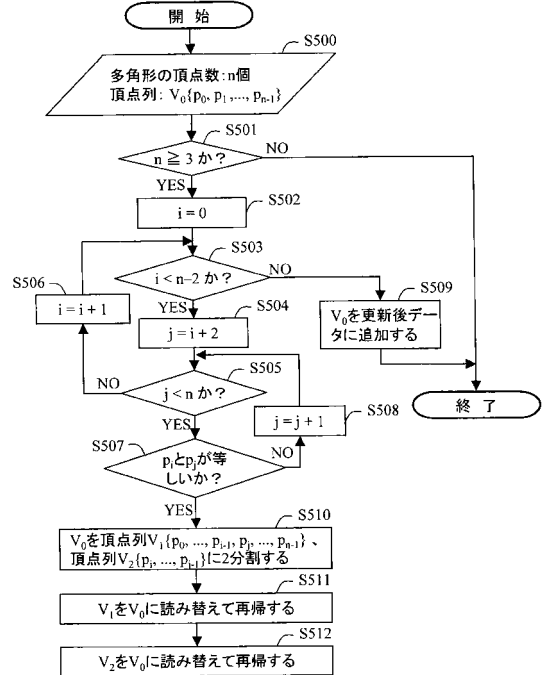 開 始
S500
多角形の頂点数:n個
頂点列: V₀{p₀, p₁,..., pₙ₋₁}
S501
n ≧ 3 か?
NO
YES
S502
i = 0
S503
S506
i < n–2 か?
NO
S509
i = i + 1
YES
S504
V₀を更新後デー
タに追加する
j = i + 2
S505
NO
j < n か?
j = j + 1
S508
終 了
S507
YES
pᵢとpⱼが等
しいか?
NO
YES
S510
V₀を頂点列V₁{p₀, ..., pᵢ₋₁, pⱼ, ..., pₙ₋₁}、
頂点列V₂{pᵢ, ..., pⱼ₋₁}に2分割する
S511
V₁をV₀に読み替えて再帰する
S512
V₂をV₀に読み替えて再帰する